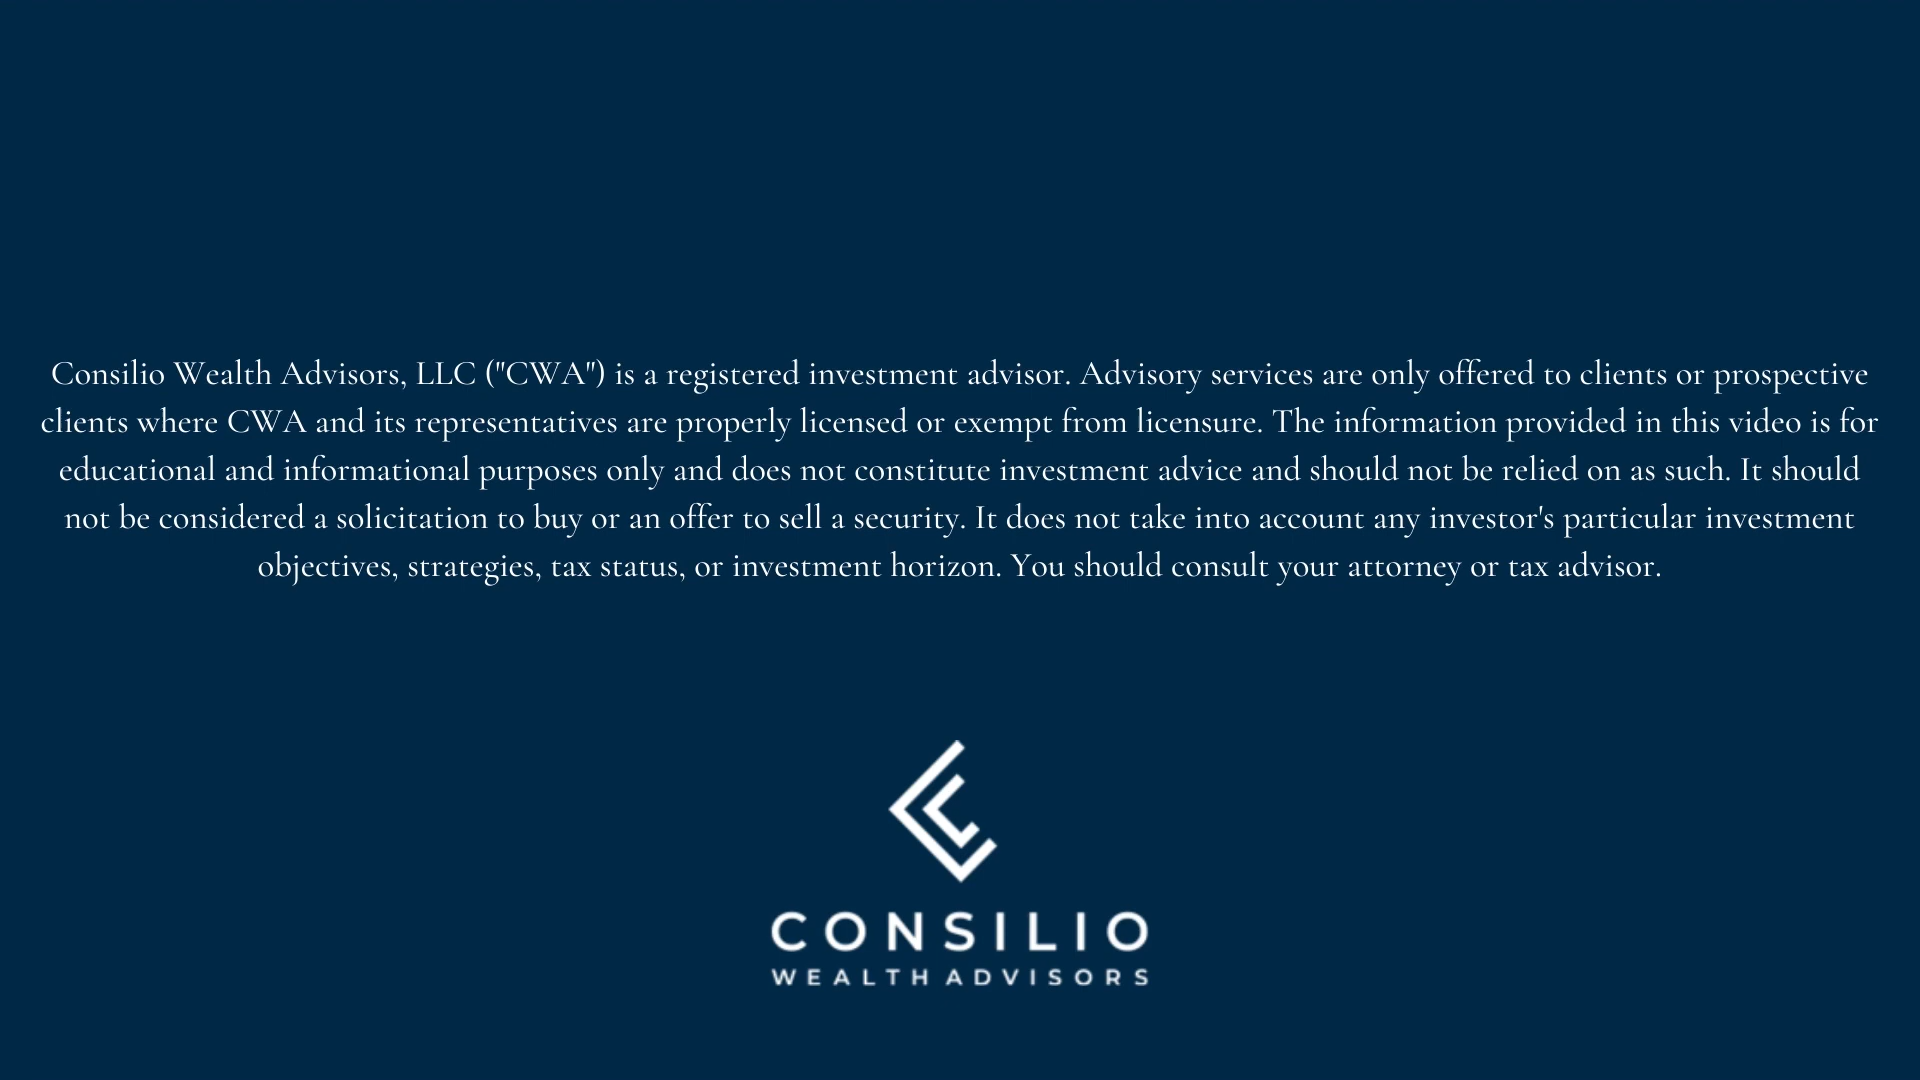 Consilio Wealth Advisors, LLC ("CWA") is a registered investment advisor. Advisory services are only offered to clients or prospective
clients where CWA and its representatives are properly licensed or exempt from licensure. The information provided in this video is for
educational and informational purposes only and does not constitute investment advice and should not be relied on as such. It should
not be considered a solicitation to buy or an offer to sell a security. It does not take into account any investor's particular investment
objectives, strategies, tax status, or investment horizon. You should consult your attorney or tax advisor.
CONSILIO
WEALTH ADVISORS